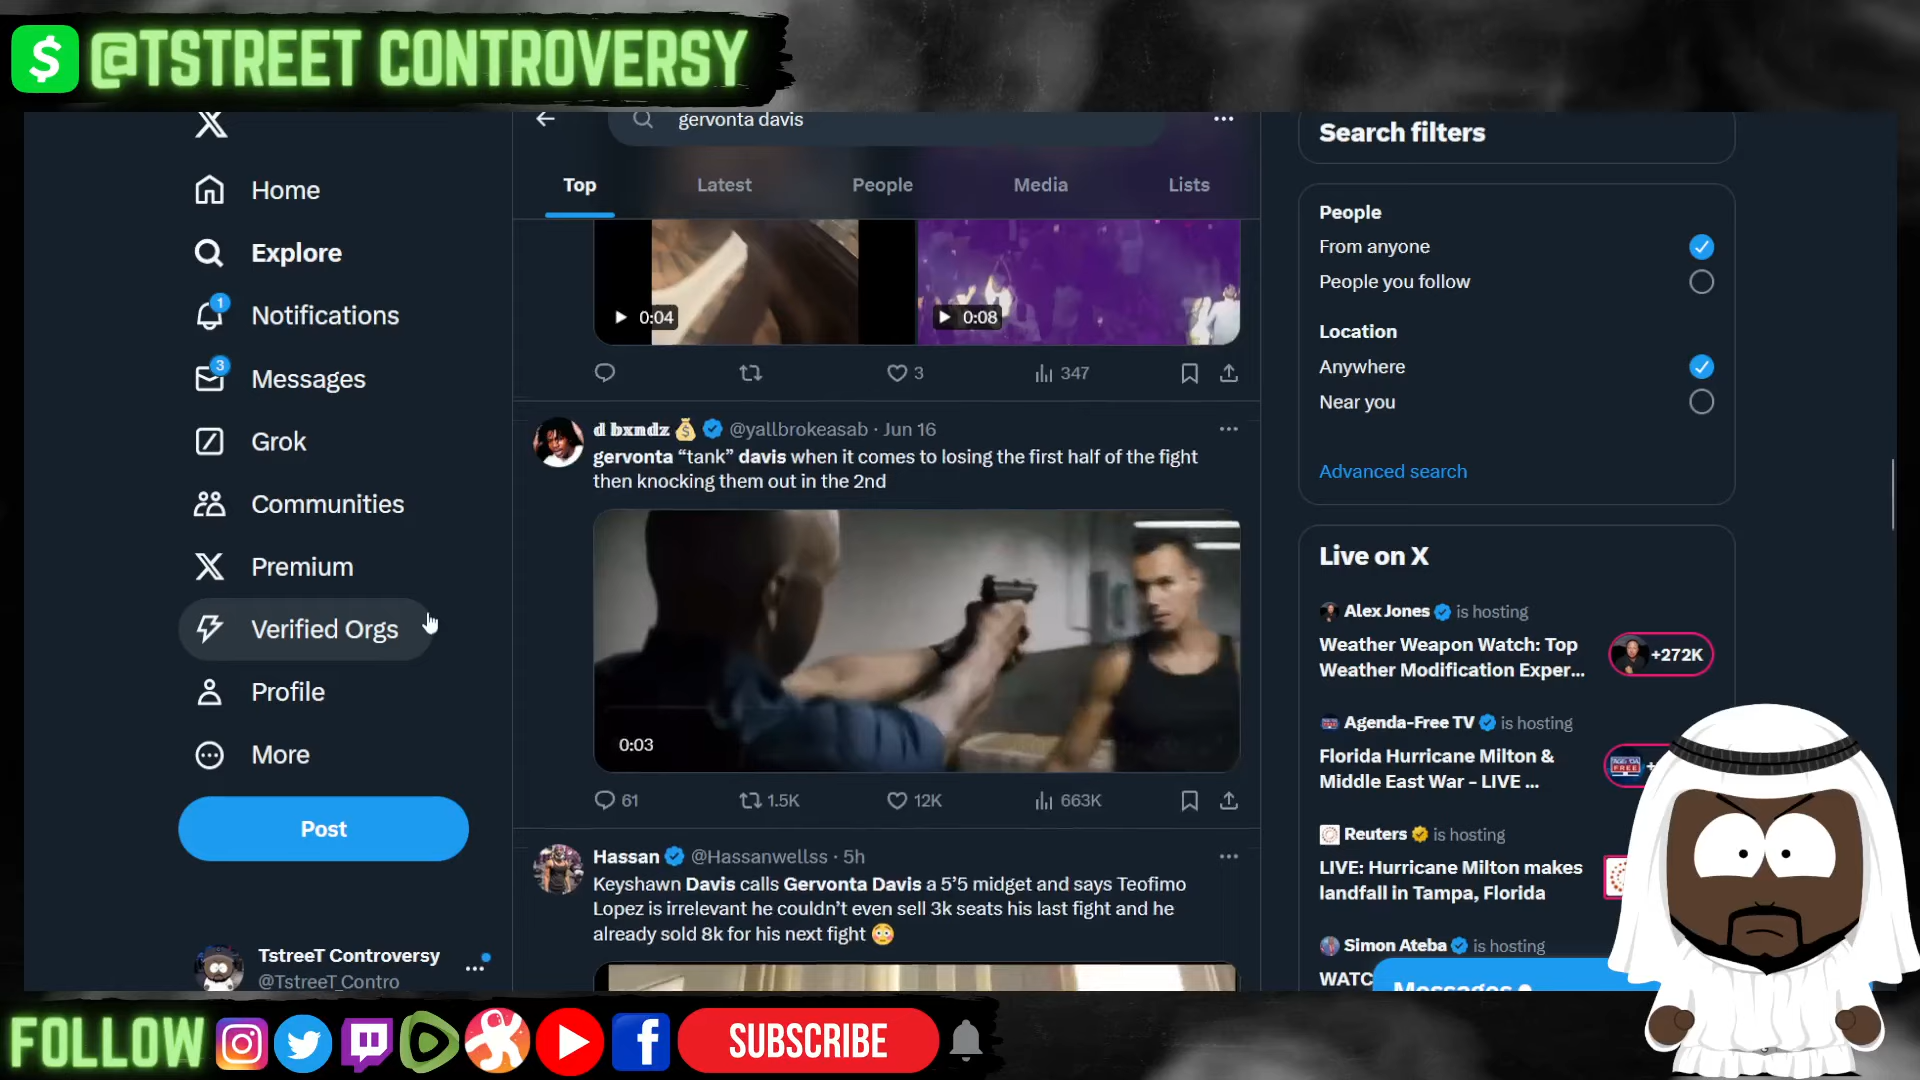 $ @TSTREET CONTROVERSY
gervonta davis
Search filters
Home
Explore
1
Notifications
3
Messages
Grok
Communities
Premium
Verified Orgs
Profile
More
Post
TstreeT Controversy
@TstreeT_Contro
Top Latest People Media Lists
0:04
0:08
3
347
d bxndz @yallbrokeasab · Jun 16
gervonta “tank” davis when it comes to losing the first half of the fight
then knocking them out in the 2nd
0:03
61 1.5K 12K 663K
Hassan @Hassanwellss · 5h
Keyshawn Davis calls Gervonta Davis a 5’5 midget and says Teofimo
Lopez is irrelevant he couldn’t even sell 3k seats his last fight and he
already sold 8k for his next fight 😳
People
From anyone
People you follow
Location
Anywhere
Near you
Advanced search
Live on X
Alex Jones is hosting
Weather Weapon Watch: Top
Weather Modification Exper...
+272K
Agenda-Free TV is hosting
Florida Hurricane Milton &
Middle East War – LIVE ...
Reuters is hosting
LIVE: Hurricane Milton makes
landfall in Tampa, Florida
Simon Ateba is hosting
WATC
Messages
FOLLOW
SUBSCRIBE